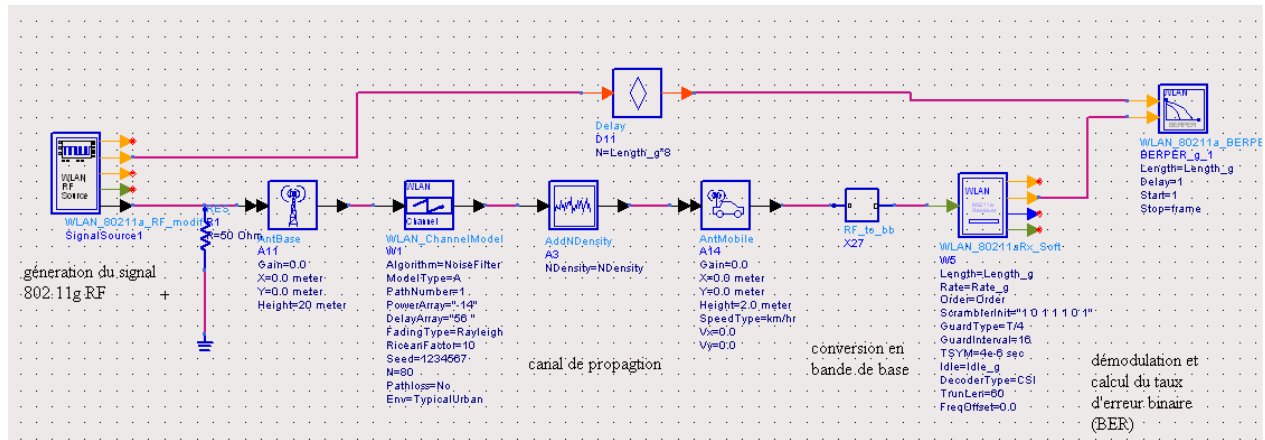 Delay
D11
N=Length_g*8
WLAN
BERPER
WLAN_80211a_BERPE
BERPER_g_1
Length=Length_g
Delay=1
Start=1
Stop=frame
WLAN
RF
Source
WLAN_80211a_RF_modif
SignalSource1
RES
R1
R=50 Ohm
AntBase
A11
Gain=0.0
X=0.0 meter
Y=0.0 meter
Height=20 meter
WLAN
Channel
WLAN_ChannelModel
W1
Algorithm=NoiseFilter
ModelType=A
PathNumber=1
PowerArray="-14"
DelayArray="56 "
FadingType=Rayleigh
RiceanFactor=10
Seed=1234567
N=80
Pathloss=No
Env=TypicalUrban
AddNDensity
A3
NDensity=NDensity
AntMobile
A14
Gain=0.0
X=0.0 meter
Y=0.0 meter
Height=2.0 meter
SpeedType=km/hr
Vx=0.0
Vy=0.0
RF_to_bb
X27
WLAN
WLAN_80211aRx_Soft
W5
Length=Length_g
Rate=Rate_g
Order=Order
ScramblerInit="1 0 1 1 1 0 1"
GuardType=T/4
GuardInterval=16
TSYM=4e-6 sec
Idle=Idle_g
DecoderType=CSI
TrunLen=60
FreqOffset=0.0
géneration du signal
802.11g RF
+
canal de propagtion
conversion en
bande de base
démodulation et
calcul du taux
d'erreur binaire
(BER)